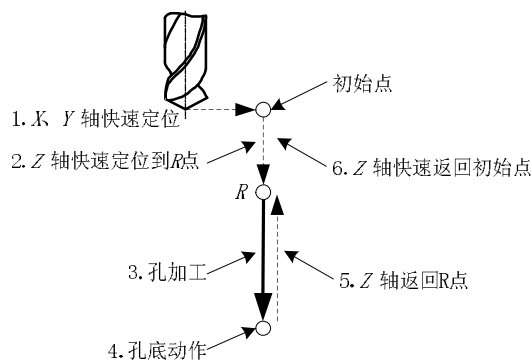 初始点
1.X、Y 轴快速定位
2.Z 轴快速定位到R点
6.Z 轴快速返回初始点
R
3.孔加工
5.Z 轴返回R点
4.孔底动作